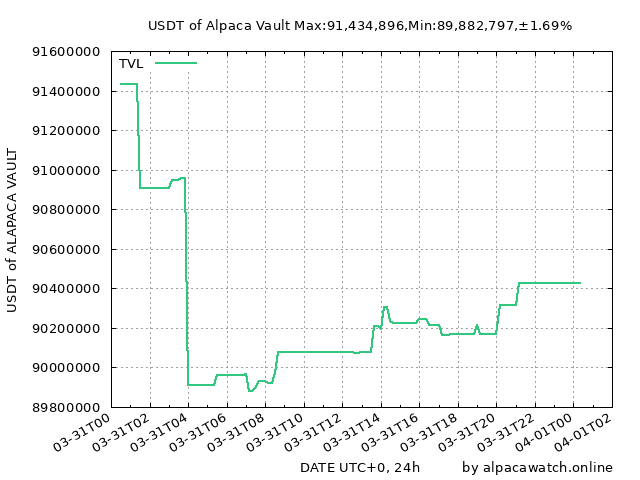 USDT of Alpaca Vault Max:91,434,896,Min:89,882,797,±1.69%
TVL
91600000
91400000
91200000
91000000
90800000
90600000
90400000
90200000
90000000
89800000
USDT of ALAPACA VAULT
03-31T00
03-31T02
03-31T04
03-31T06
03-31T08
03-31T10
03-31T12
03-31T14
03-31T16
03-31T18
03-31T20
03-31T22
04-01T00
04-01T02
DATE UTC+0, 24h by alpacawatch.online